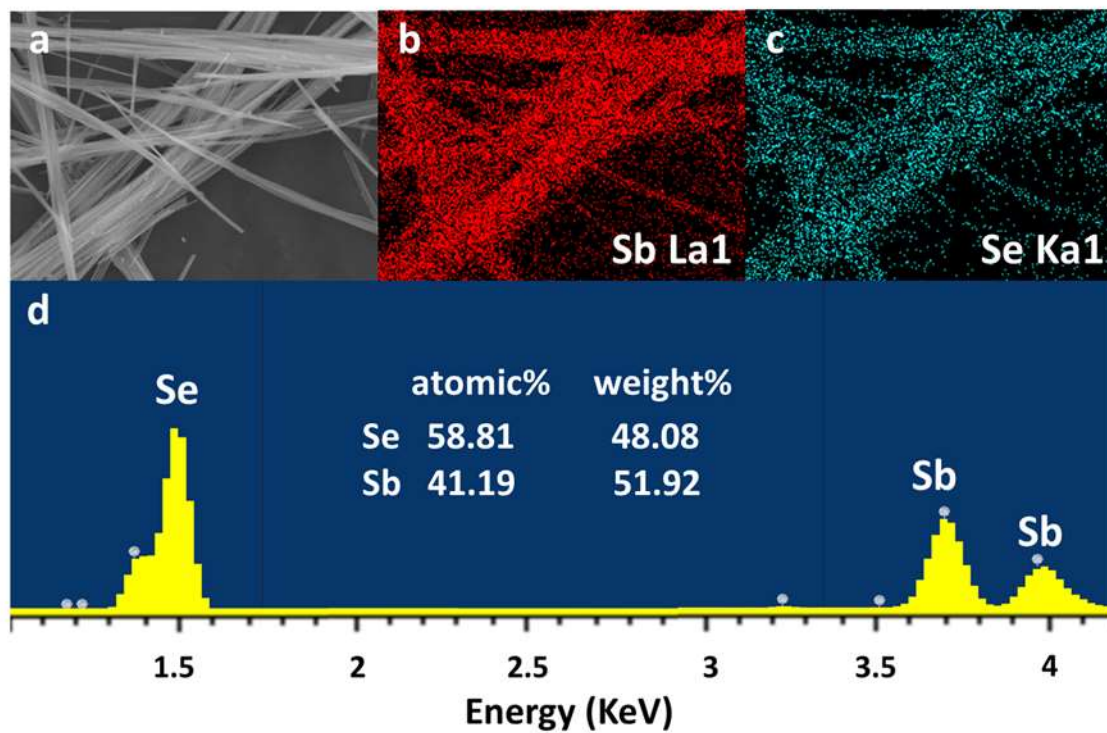 a
b
c
Sb La1
Se Ka1
d
Se
atomic% weight%
Se 58.81 48.08
Sb 41.19 51.92
Sb
Sb
1.5 2 2.5 3 3.5 4
Energy (KeV)